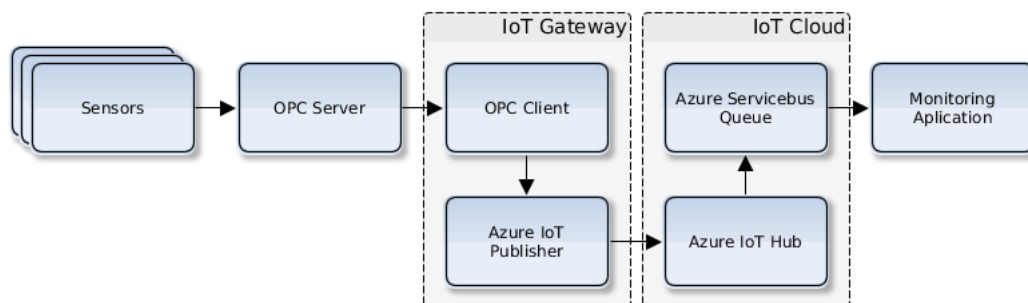 IoT Gateway
IoT Cloud
Sensors
OPC Server
OPC Client
Azure Servicebus
Queue
Monitoring
Aplication
Azure IoT
Publisher
Azure IoT Hub